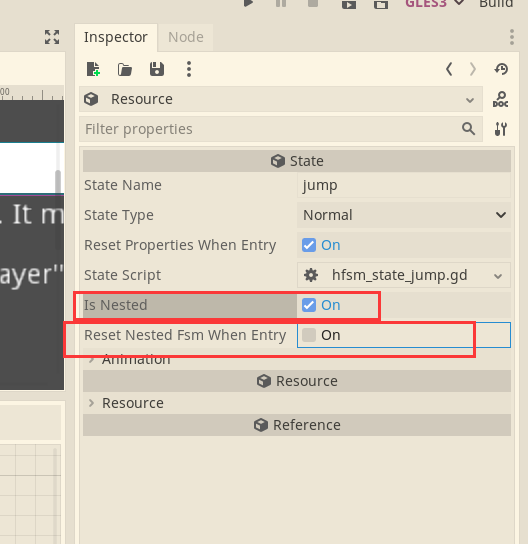 GLES3 Build
Inspector Node
Resource
DOC
Filter properties
00
State
State Name jump
. It m
State Type Normal
Reset Properties When Entry On
ayer"
State Script hfsm_state_jump.gd
Is Nested On
Reset Nested Fsm When Entry On
Animation
Resource
Resource
Reference